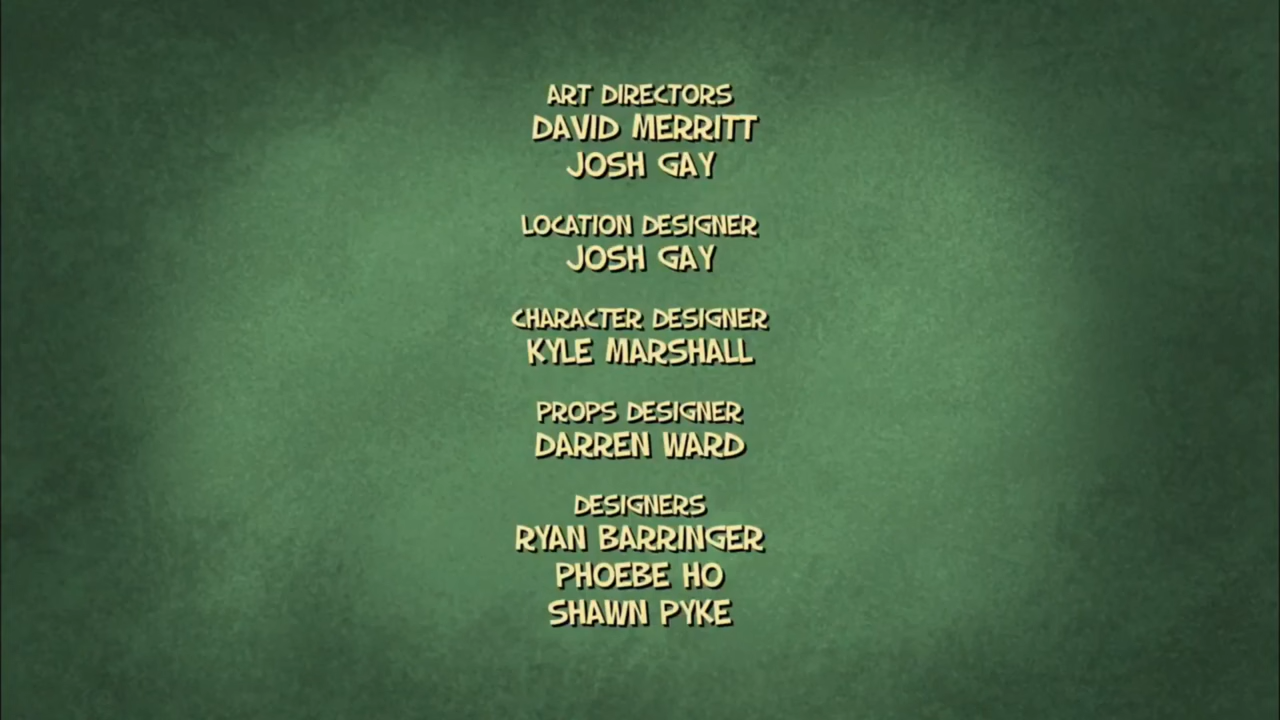 ART DIRECTORS
DAVID MERRITT
JOSH GAY
LOCATION DESIGNER
JOSH GAY
CHARACTER DESIGNER
KYLE MARSHALL
PROPS DESIGNER
DARREN WARD
DESIGNERS
RYAN BARRINGER
PHOEBE HO
SHAWN PYKE